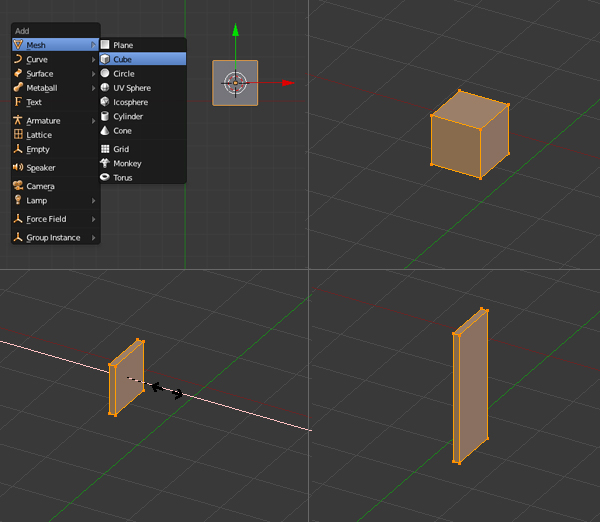 Add
Mesh
Curve
Surface
Metaball
Text
Armature
Lattice
Empty
Speaker
Camera
Lamp
Force Field
Group Instance
Plane
Cube
Circle
UV Sphere
Icosphere
Cylinder
Cone
Grid
Monkey
Torus